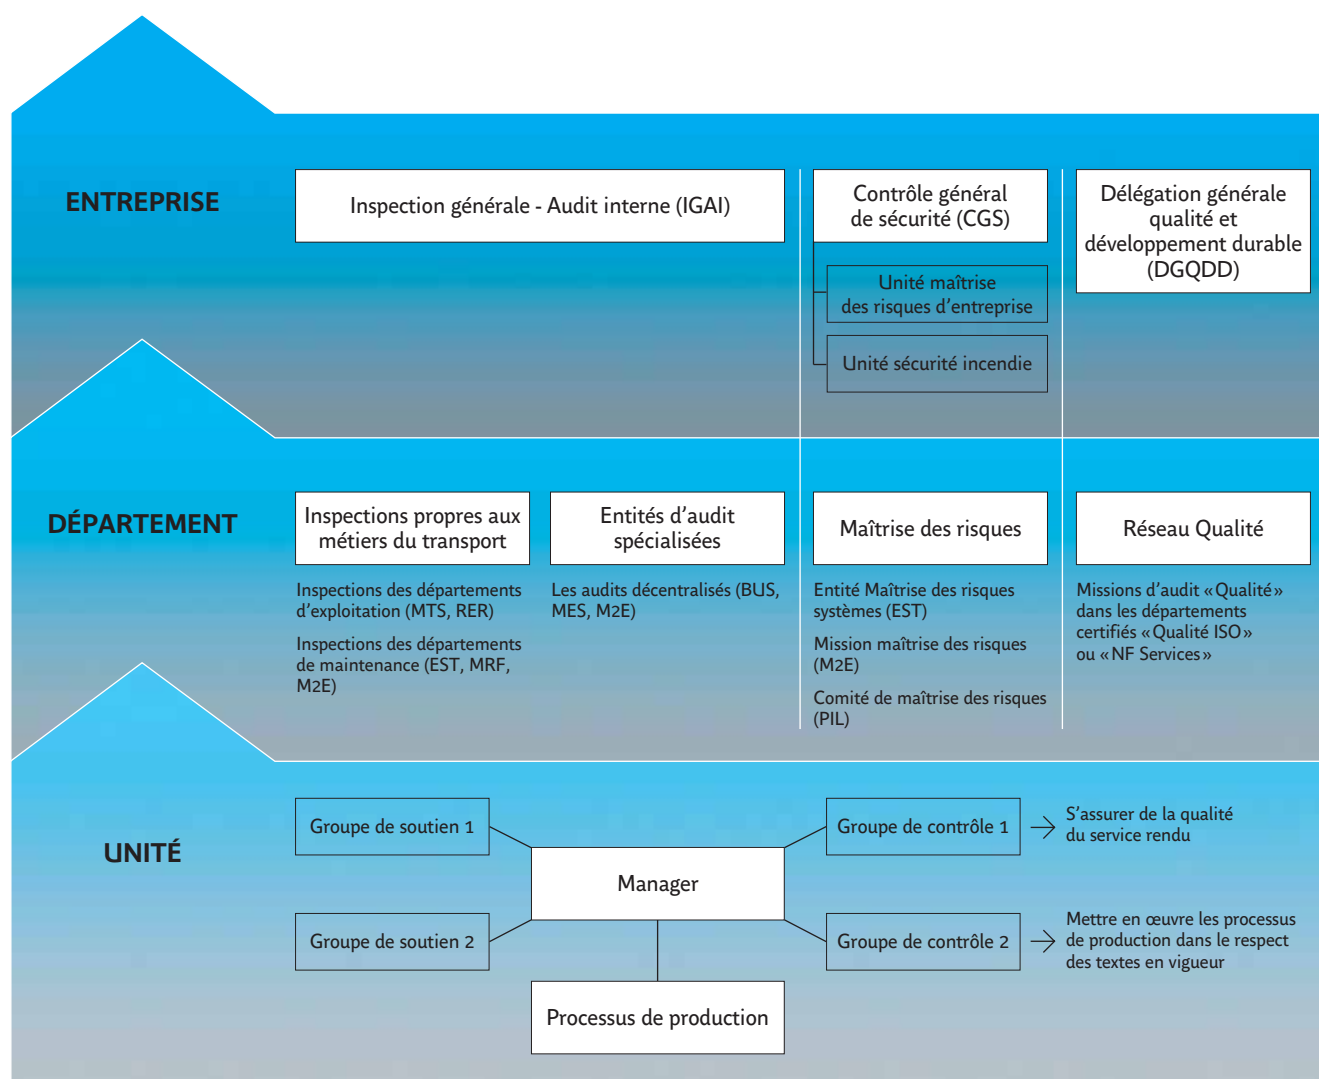 ENTREPRISE
Inspection générale - Audit interne (IGAI)
Contrôle général
de sécurité (CGS)
Unité maîtrise
des risques d’entreprise
Unité sécurité incendie
Délégation générale
qualité et
développement durable
(DGQDD)
DÉPARTEMENT
Inspections propres aux
métiers du transport
Inspections des départements
d’exploitation (MTS, RER)
Inspections des départements
de maintenance (EST, MRF,
M2E)
Entités d’audit
spécialisées
Les audits décentralisés (BUS,
MES, M2E)
Maîtrise des risques
Entité Maîtrise des risques
systèmes (EST)
Mission maîtrise des risques
(M2E)
Comité de maîtrise des risques
(PIL)
Réseau Qualité
Missions d’audit «Qualité»
dans les départements
certifiés «Qualité ISO»
ou «NF Services»
UNITÉ
Groupe de soutien 1
Groupe de soutien 2
Manager
Processus de production
Groupe de contrôle 1
S’assurer de la qualité
du service rendu
Groupe de contrôle 2
Mettre en œuvre les processus
de production dans le respect
des textes en vigueur